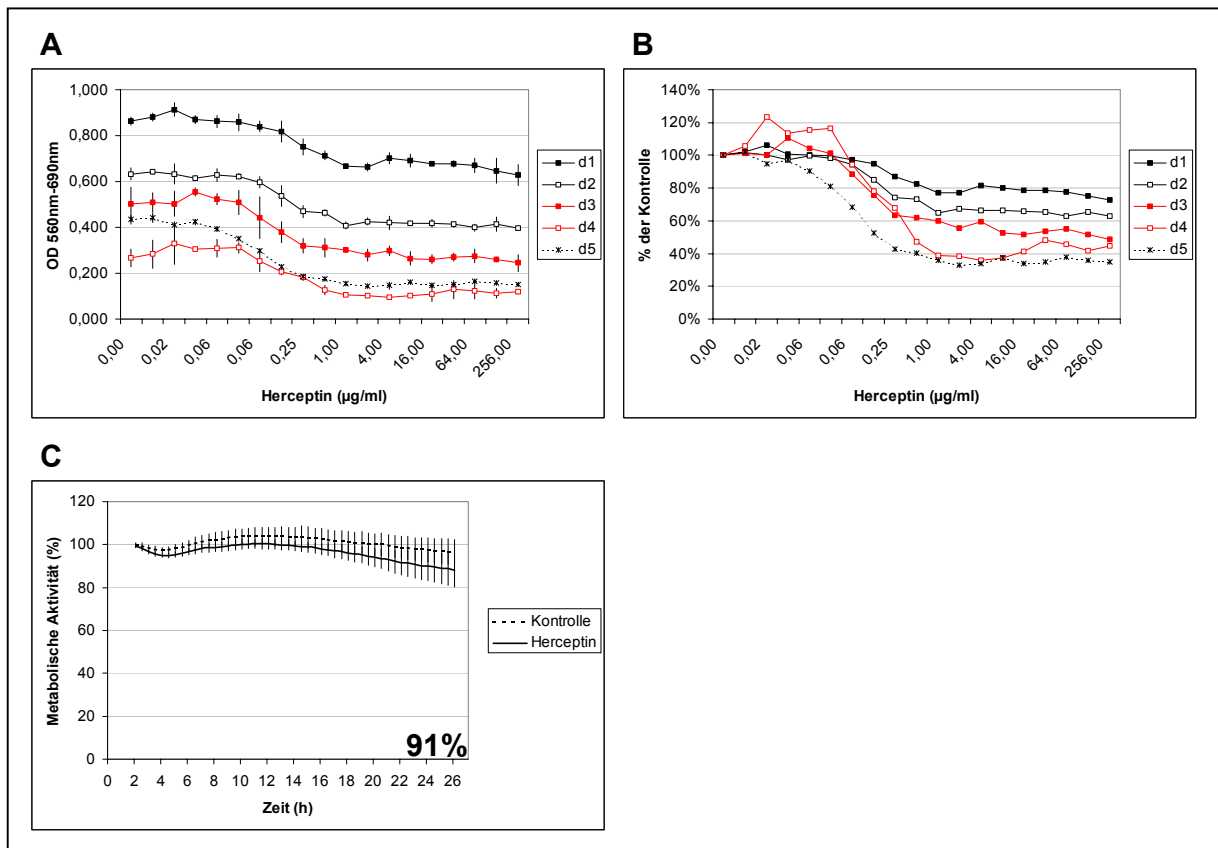 A
OD 560nm-690nm
1,000
0,800
0,600
0,400
0,200
0,000
0,00
0,02
0,06
0,06
0,25
1,00
4,00
16,00
64,00
256,00
Herceptin (µg/ml)
d1
d2
d3
d4
d5
B
% der Kontrolle
140%
120%
100%
80%
60%
40%
20%
0%
0,00
0,02
0,06
0,06
0,25
1,00
4,00
16,00
64,00
256,00
Herceptin (µg/ml)
d1
d2
d3
d4
d5
C
Metabolische Aktivität (%)
120
100
80
60
40
20
0
91%
0 2 4 6 8 10 12 14 16 18 20 22 24 26
Zeit (h)
Kontrolle
Herceptin